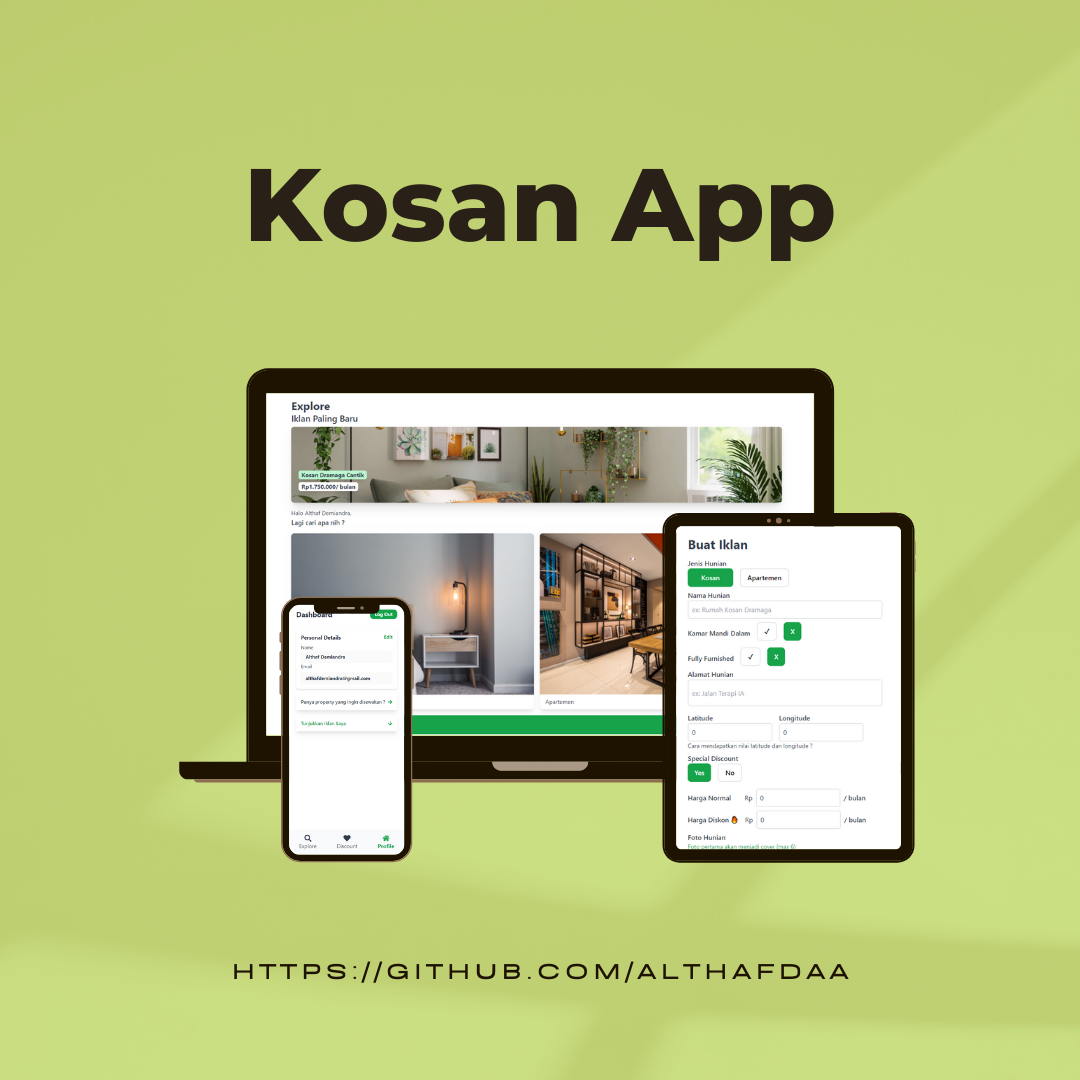 Kosan App
Explore
Iklan Paling Baru
Kosan Dramaga Cantik
Rp1.750.000/ bulan
Halo Althaf Demiandra,
Lagi cari apa nih ?
Apartemen
Dashboard
Log Out
Personal Details
Edit
Name
Althaf Demiandra
Email
althafdemiandra@gmail.com
Punya property yang ingin disewakan ? →
Tunjukkan Iklan Saya ↓
Explore
Discount
Profile
Buat Iklan
Jenis Hunian
Kosan Apartemen
Nama Hunian
ex: Rumah Kosan Dramaga
Kamar Mandi Dalam ✓ X
Fully Furnished ✓ X
Alamat Hunian
ex: Jalan Terapi IA
Latitude Longitude
0 0
Cara mendapatkan nilai latitude dan longitude ?
Special Discount
Yes No
Harga Normal Rp 0 / bulan
Harga Diskon 🔥 Rp 0 / bulan
Foto Hunian
Foto pertama akan menjadi cover (max 6)
HTTPS://GITHUB.COM/ALTHAFDAA